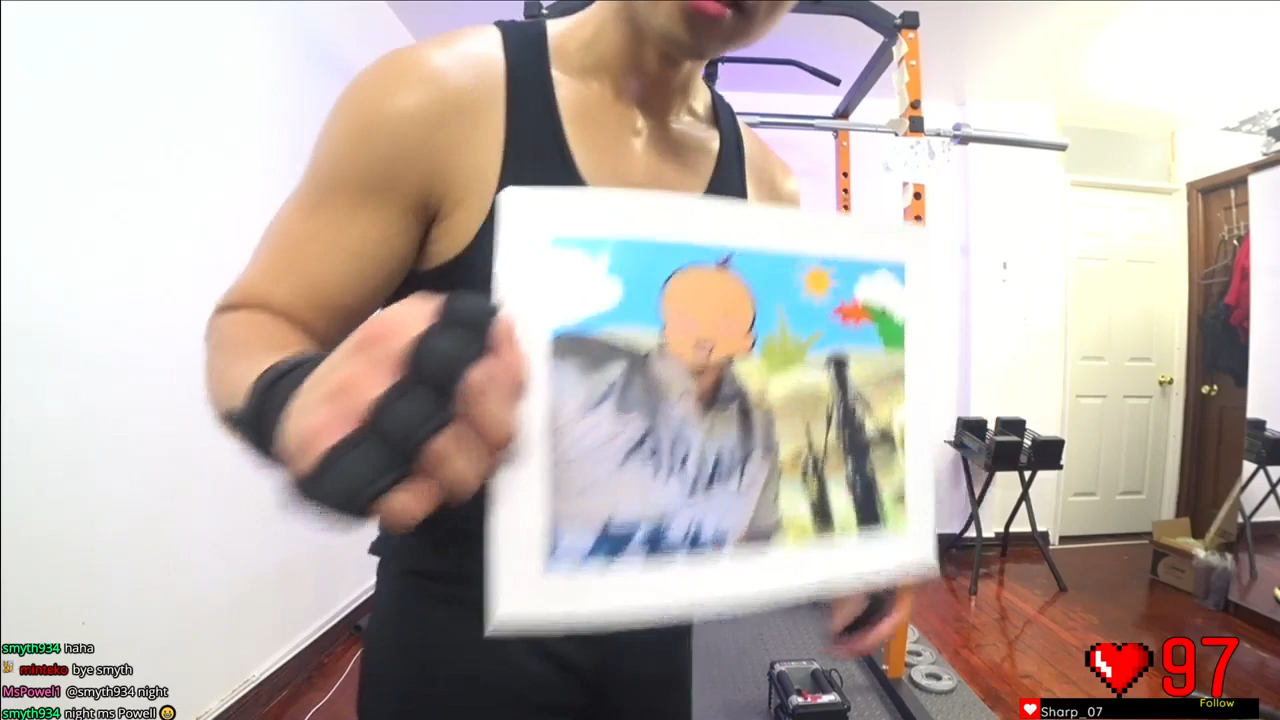 smyth934 haha
minteko bye smyth
MsPowel1 @smyth934 night
smyth934 night ms Powell
97
Follow
Sharp_07